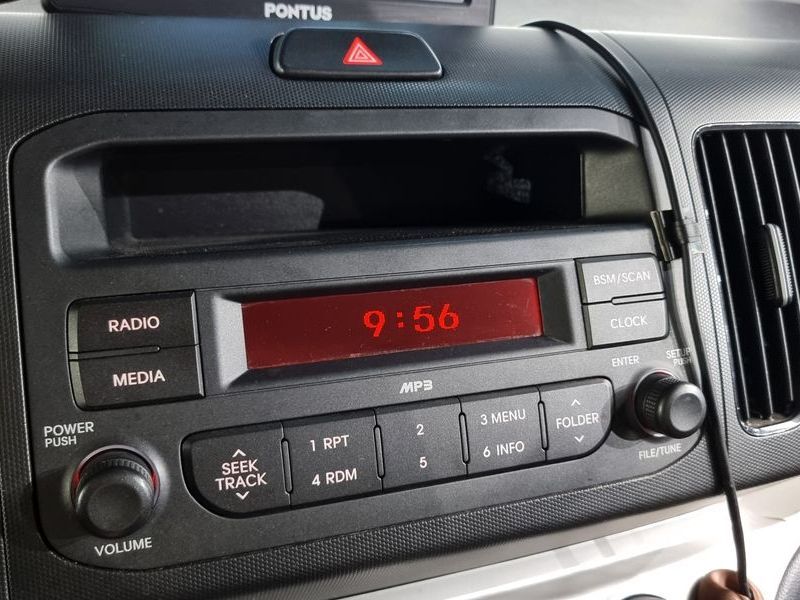 PONTUS
RADIO
MEDIA
9:56
BSM/SCAN
CLOCK
MP3
ENTER
SETUP
PUSH
POWER
PUSH
VOLUME
SEEK
TRACK
1 RPT
4 RDM
2
5
3 MENU
6 INFO
FOLDER
FILE/TUNE